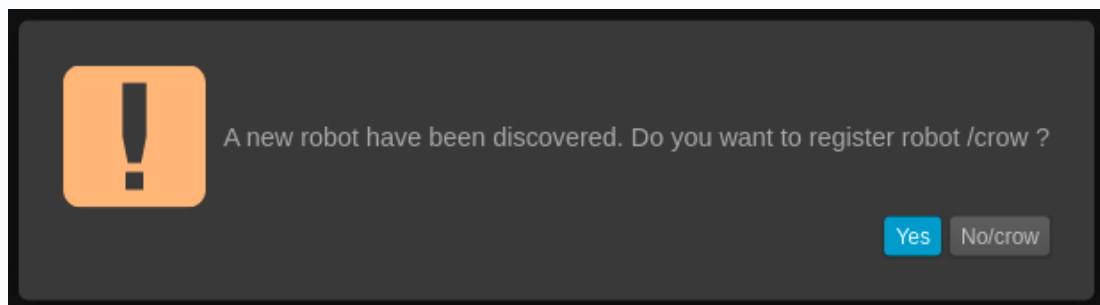 A new robot have been discovered. Do you want to register robot /crow ?
Yes
No/crow